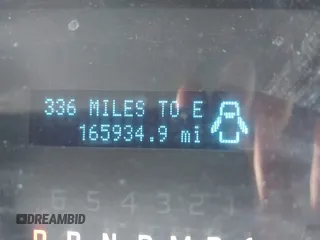 336 MILES TO E
165934.9 mi
6 5 4 3 2 1
DREAMBID